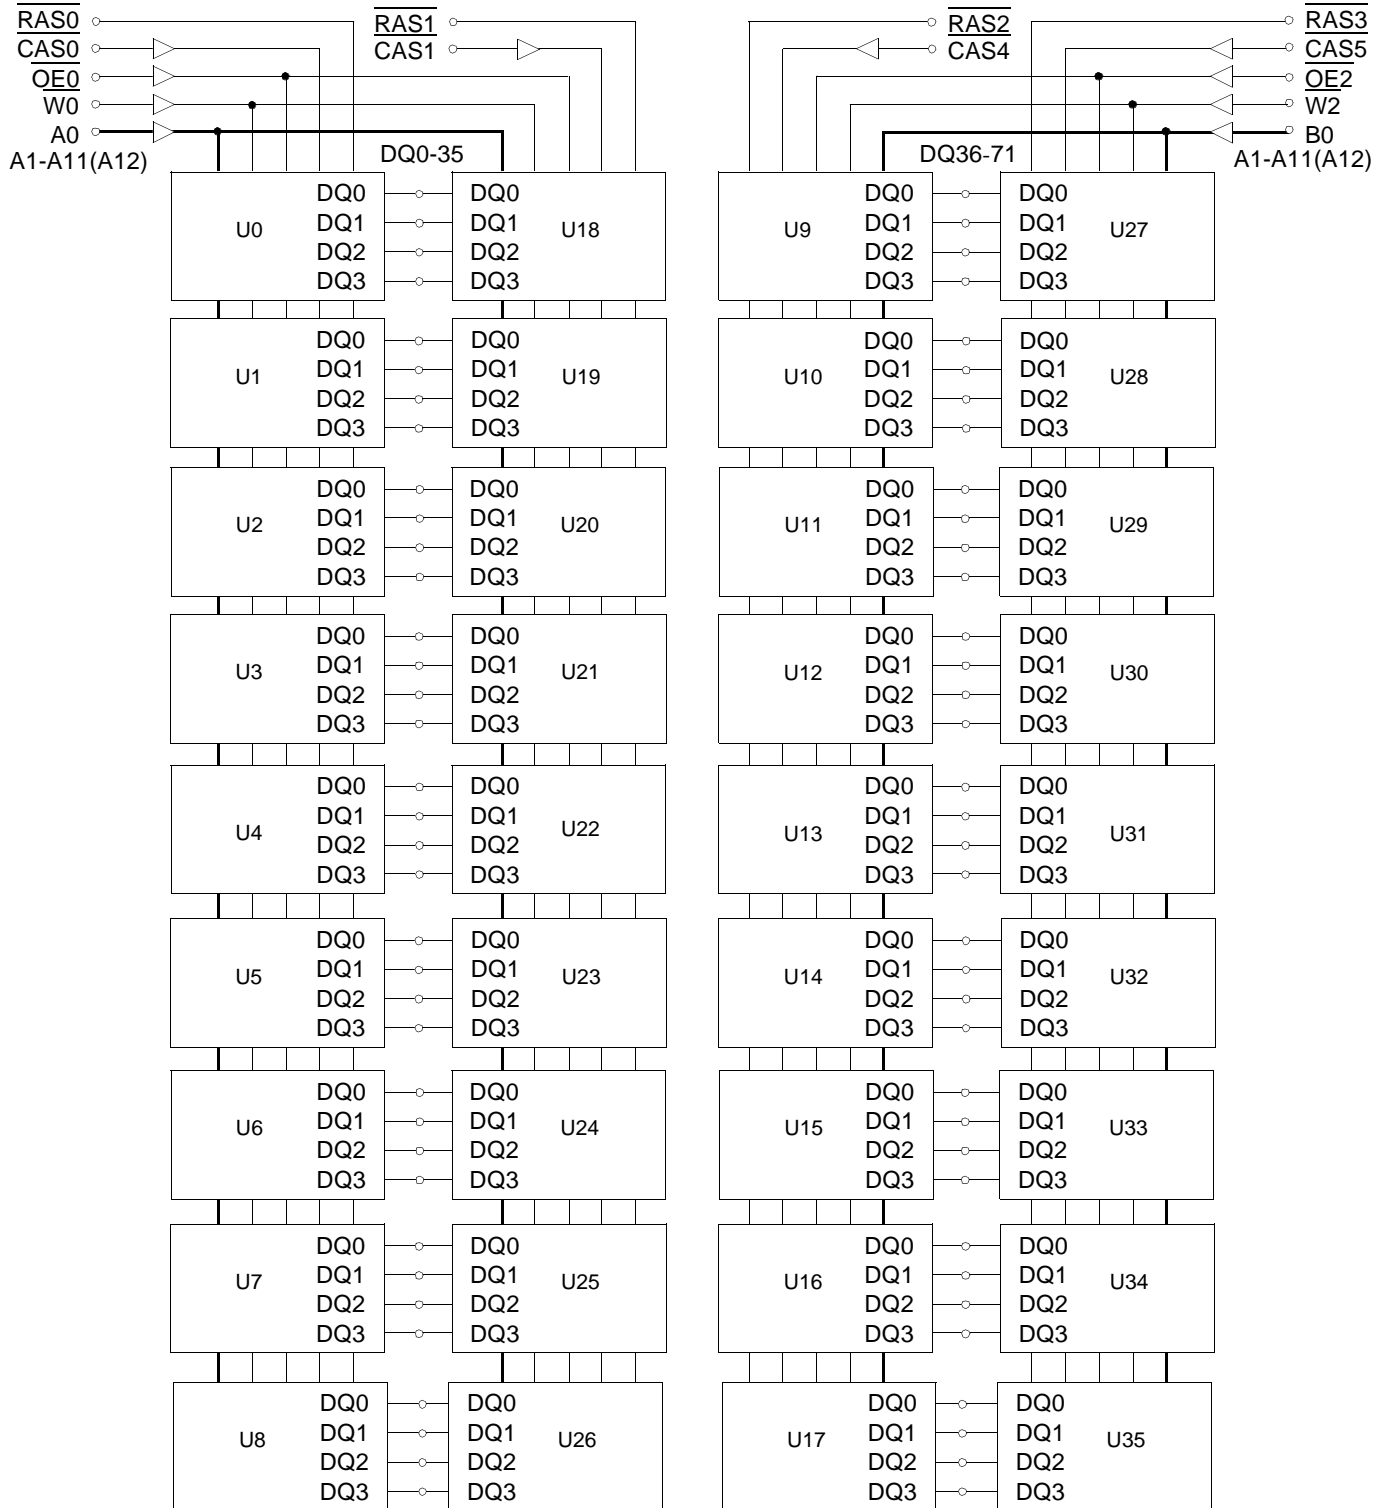 RAS0 RAS1 RAS2 RAS3
CAS0 CAS1 CAS4 CAS5
OE0 OE2
W0 W2
A0 B0
A1-A11(A12) DQ0-35 DQ36-71 A1-A11(A12)
DQ0 DQ0 DQ0 DQ0
U0 DQ1 DQ1 U18 U9 DQ1 DQ1 U27
DQ2 DQ2 DQ2 DQ2
DQ3 DQ3 DQ3 DQ3
DQ0 DQ0 DQ0 DQ0
U1 DQ1 DQ1 U19 U10 DQ1 DQ1 U28
DQ2 DQ2 DQ2 DQ2
DQ3 DQ3 DQ3 DQ3
DQ0 DQ0 DQ0 DQ0
U2 DQ1 DQ1 U20 U11 DQ1 DQ1 U29
DQ2 DQ2 DQ2 DQ2
DQ3 DQ3 DQ3 DQ3
DQ0 DQ0 DQ0 DQ0
U3 DQ1 DQ1 U21 U12 DQ1 DQ1 U30
DQ2 DQ2 DQ2 DQ2
DQ3 DQ3 DQ3 DQ3
DQ0 DQ0 DQ0 DQ0
U4 DQ1 DQ1 U22 U13 DQ1 DQ1 U31
DQ2 DQ2 DQ2 DQ2
DQ3 DQ3 DQ3 DQ3
DQ0 DQ0 DQ0 DQ0
U5 DQ1 DQ1 U23 U14 DQ1 DQ1 U32
DQ2 DQ2 DQ2 DQ2
DQ3 DQ3 DQ3 DQ3
DQ0 DQ0 DQ0 DQ0
U6 DQ1 DQ1 U24 U15 DQ1 DQ1 U33
DQ2 DQ2 DQ2 DQ2
DQ3 DQ3 DQ3 DQ3
DQ0 DQ0 DQ0 DQ0
U7 DQ1 DQ1 U25 U16 DQ1 DQ1 U34
DQ2 DQ2 DQ2 DQ2
DQ3 DQ3 DQ3 DQ3
DQ0 DQ0 DQ0 DQ0
U8 DQ1 DQ1 U26 U17 DQ1 DQ1 U35
DQ2 DQ2 DQ2 DQ2
DQ3 DQ3 DQ3 DQ3